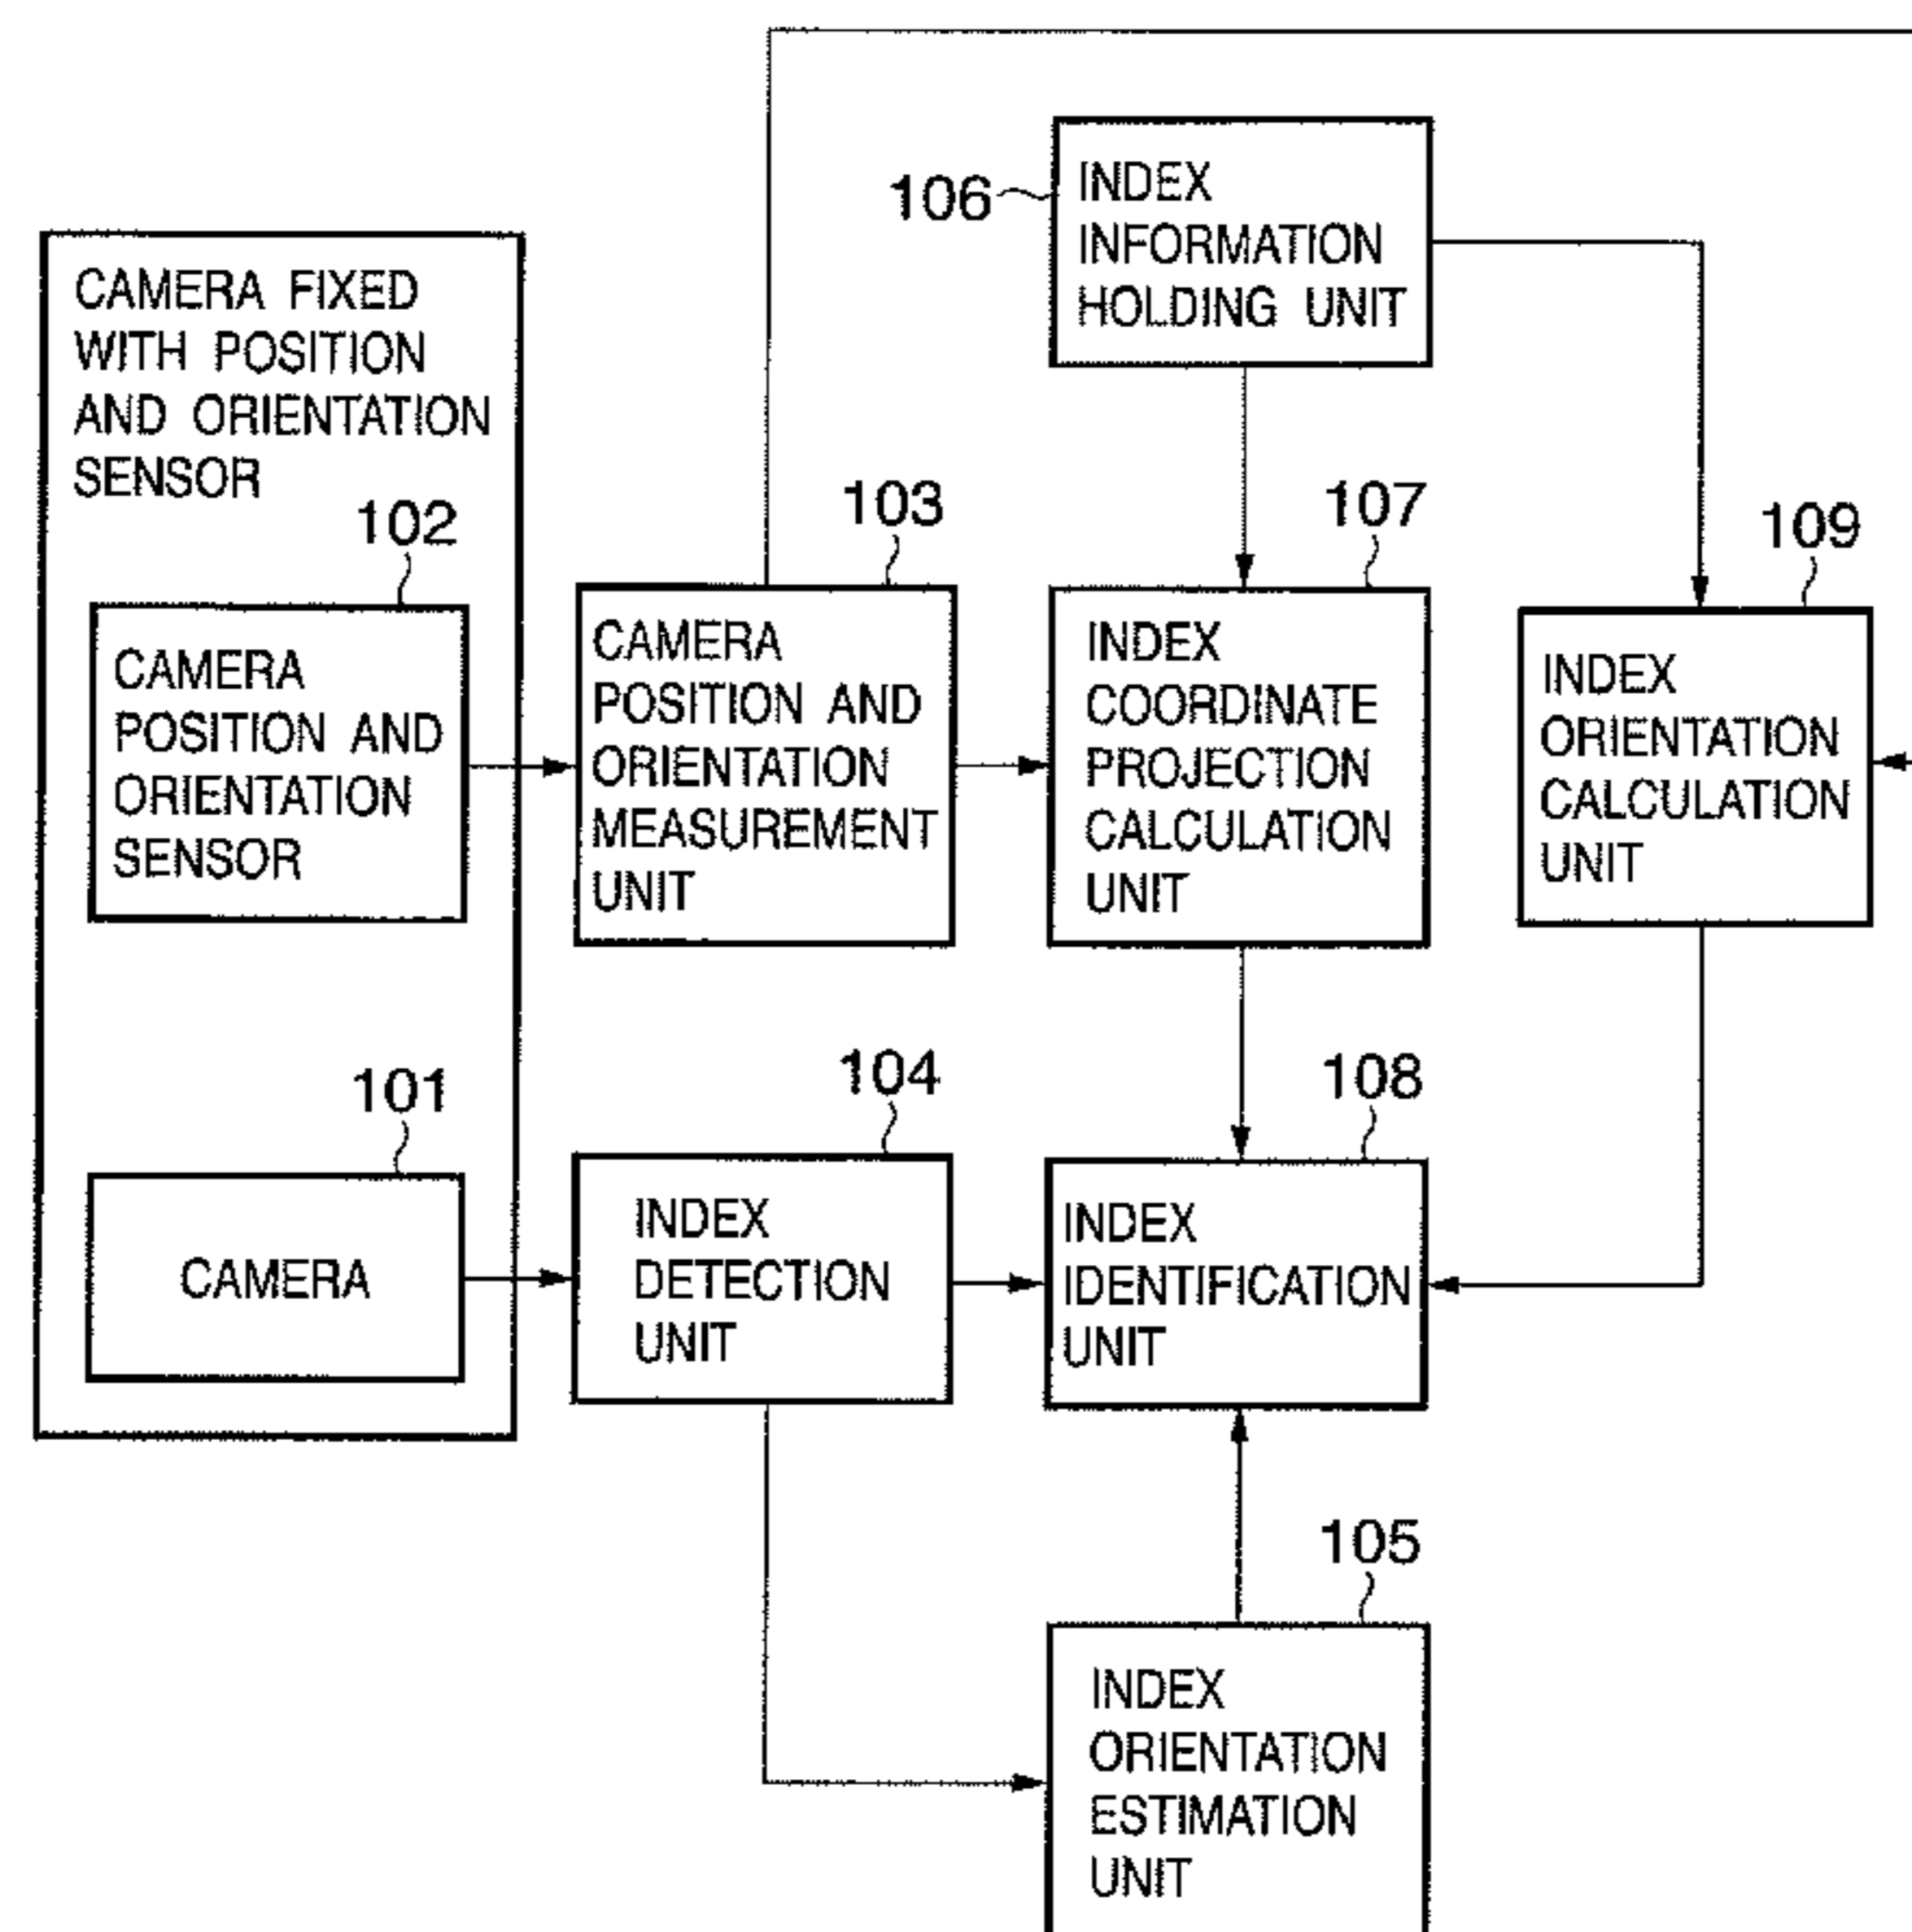 106
INDEX
INFORMATION
HOLDING UNIT
CAMERA FIXED
WITH POSITION
AND ORIENTATION
SENSOR
102
CAMERA
POSITION AND
ORIENTATION
SENSOR
103
CAMERA
POSITION AND
ORIENTATION
MEASUREMENT
UNIT
107
INDEX
COORDINATE
PROJECTION
CALCULATION
UNIT
109
INDEX
ORIENTATION
CALCULATION
UNIT
101
CAMERA
104
INDEX
DETECTION
UNIT
108
INDEX
IDENTIFICATION
UNIT
105
INDEX
ORIENTATION
ESTIMATION
UNIT